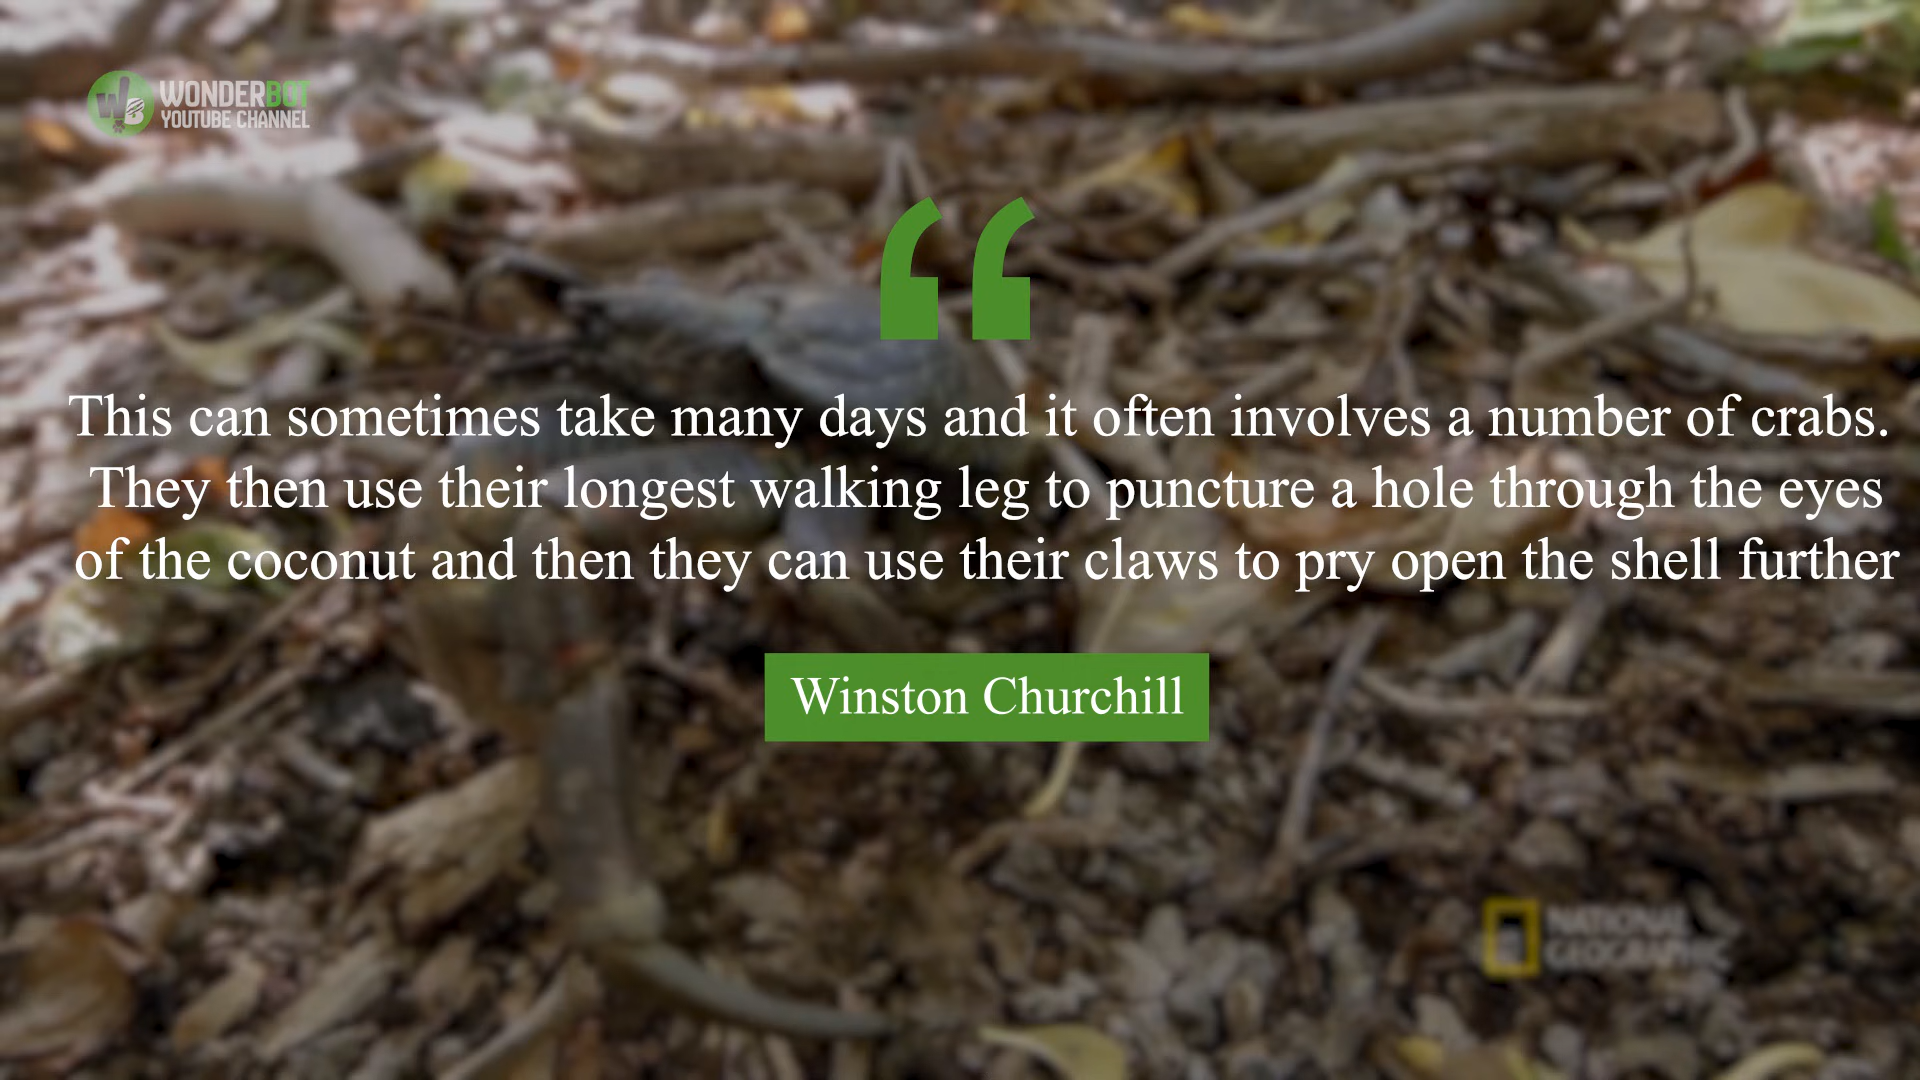 WONDERBOT
YOUTUBE CHANNEL
“
This can sometimes take many days and it often involves a number of crabs.
They then use their longest walking leg to puncture a hole through the eyes
of the coconut and then they can use their claws to pry open the shell further
Winston Churchill
NATIONAL
GEOGRAPHIC